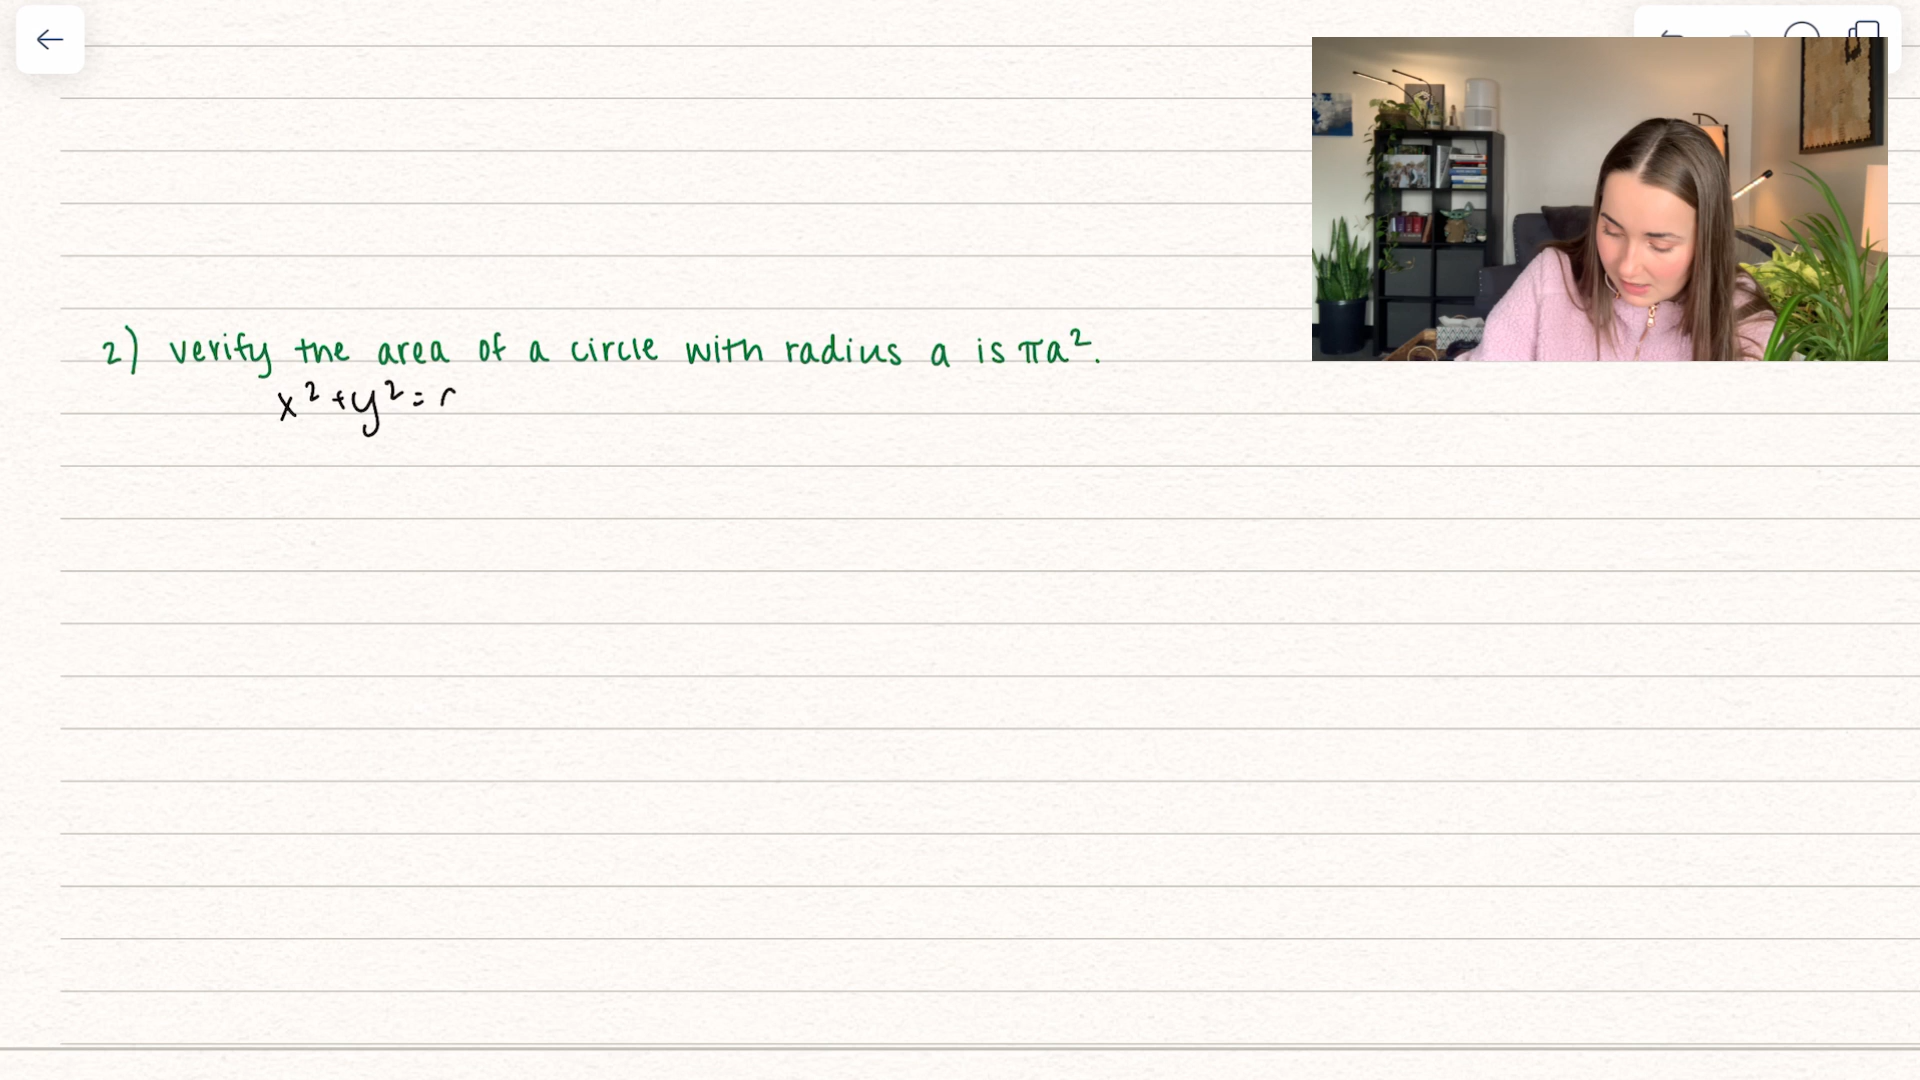 2) verify the area of a circle with radius a is πa².
x²+y²=r